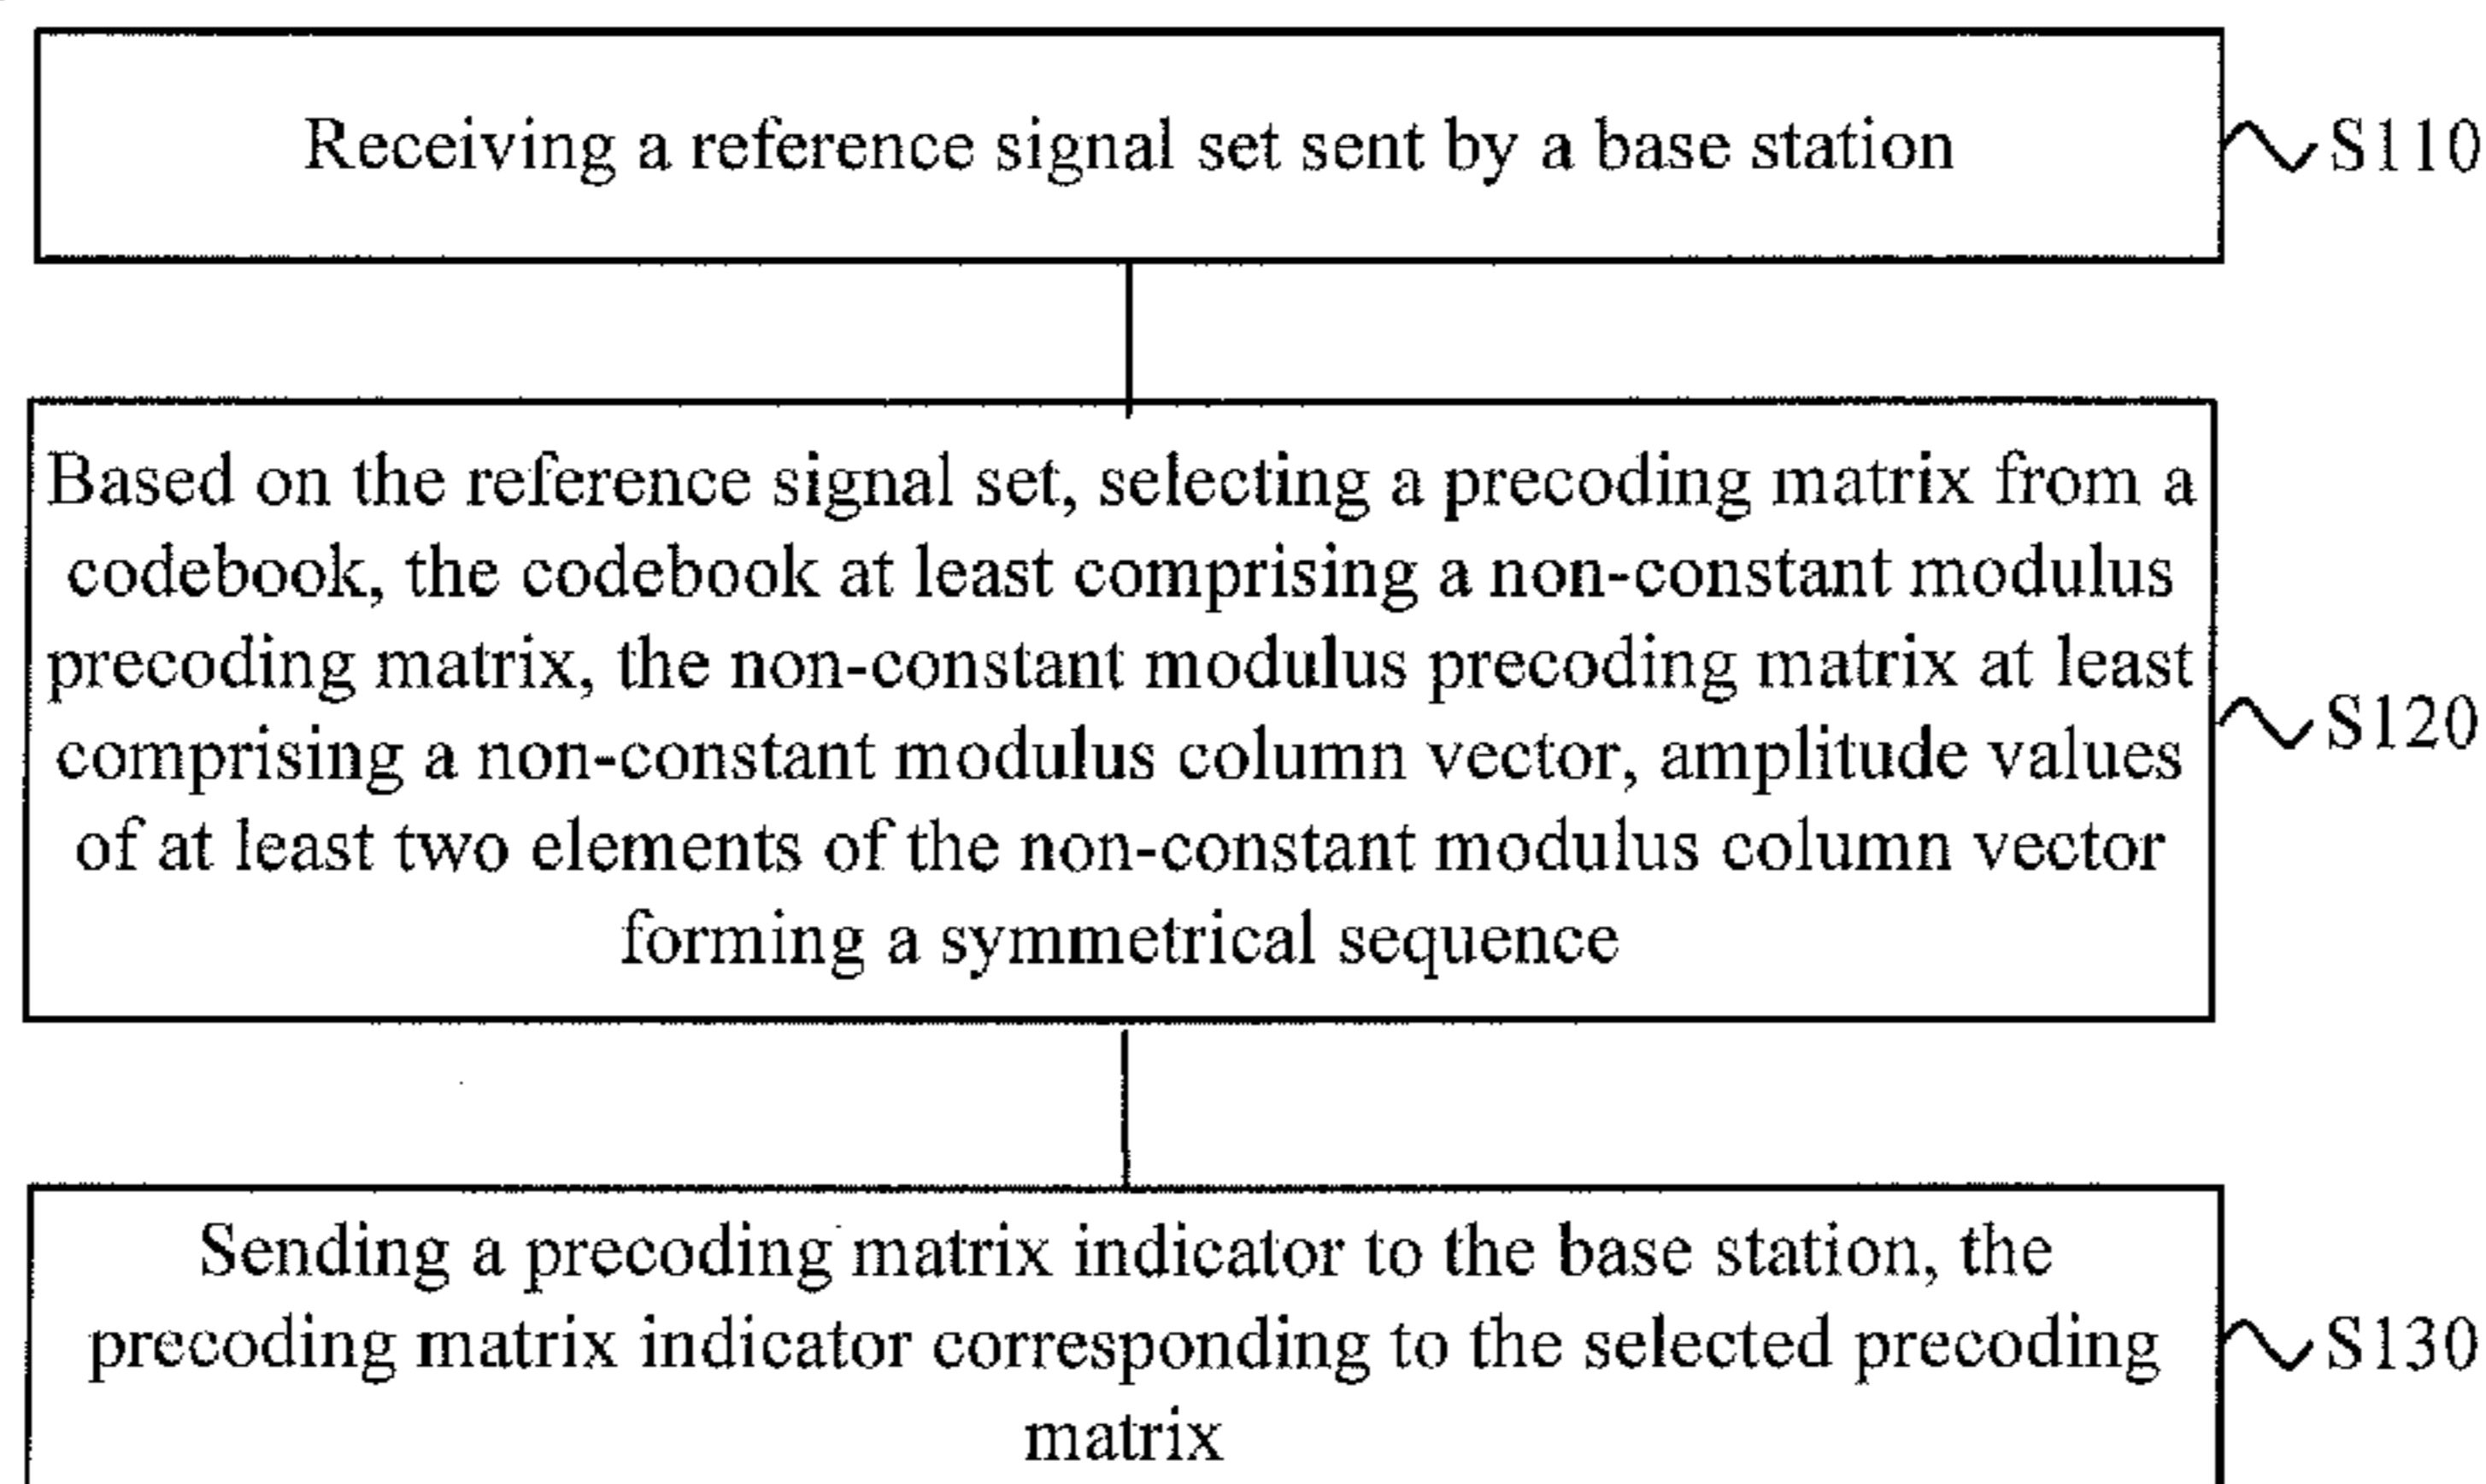 Receiving a reference signal set sent by a base station
S110
Based on the reference signal set, selecting a precoding matrix from a
codebook, the codebook at least comprising a non-constant modulus
precoding matrix, the non-constant modulus precoding matrix at least
comprising a non-constant modulus column vector, amplitude values
of at least two elements of the non-constant modulus column vector
forming a symmetrical sequence
S120
Sending a precoding matrix indicator to the base station, the
precoding matrix indicator corresponding to the selected precoding
matrix
S130